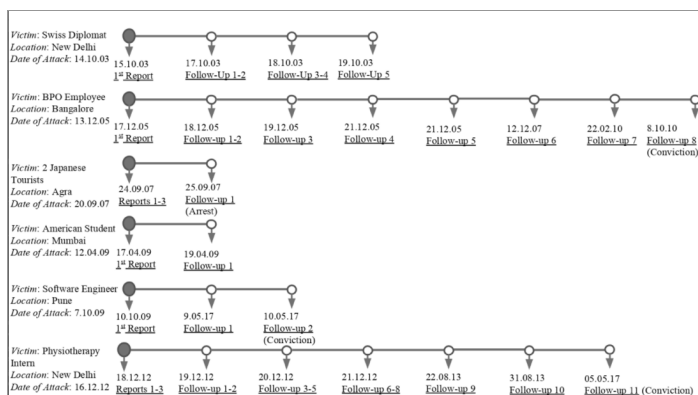 Victim: Swiss Diplomat
Location: New Delhi
Date of Attack: 14.10.03
15.10.03 17.10.03 18.10.03 19.10.03
1st Report Follow-Up 1-2 Follow-Up 3-4 Follow-Up 5
Victim: BPO Employee
Location: Bangalore
Date of Attack: 13.12.05
17.12.05 18.12.05 19.12.05 21.12.05 21.12.05 12.12.07 22.02.10 8.10.10
1st Report Follow-up 1-2 Follow-up 3 Follow-up 4 Follow-up 5 Follow-up 6 Follow-up 7 Follow-up 8
(Conviction)
Victim: 2 Japanese
Tourists
Location: Agra
Date of Attack: 20.09.07
24.09.07 25.09.07
Reports 1-3 Follow-up 1
(Arrest)
Victim: American Student
Location: Mumbai
Date of Attack: 12.04.09
17.04.09 19.04.09
1st Report Follow-up 1
Victim: Software Engineer
Location: Pune
Date of Attack: 7.10.09
10.10.09 9.05.17 10.05.17
1st Report Follow-up 1 Follow-up 2
(Conviction)
Victim: Physiotherapy
Intern
Location: New Delhi
Date of Attack: 16.12.12
18.12.12 19.12.12 20.12.12 21.12.12 22.08.13 31.08.13 05.05.17
Reports 1-3 Follow-up 1-2 Follow-up 3-5 Follow-up 6-8 Follow-up 9 Follow-up 10 Follow-up 11 (Conviction)